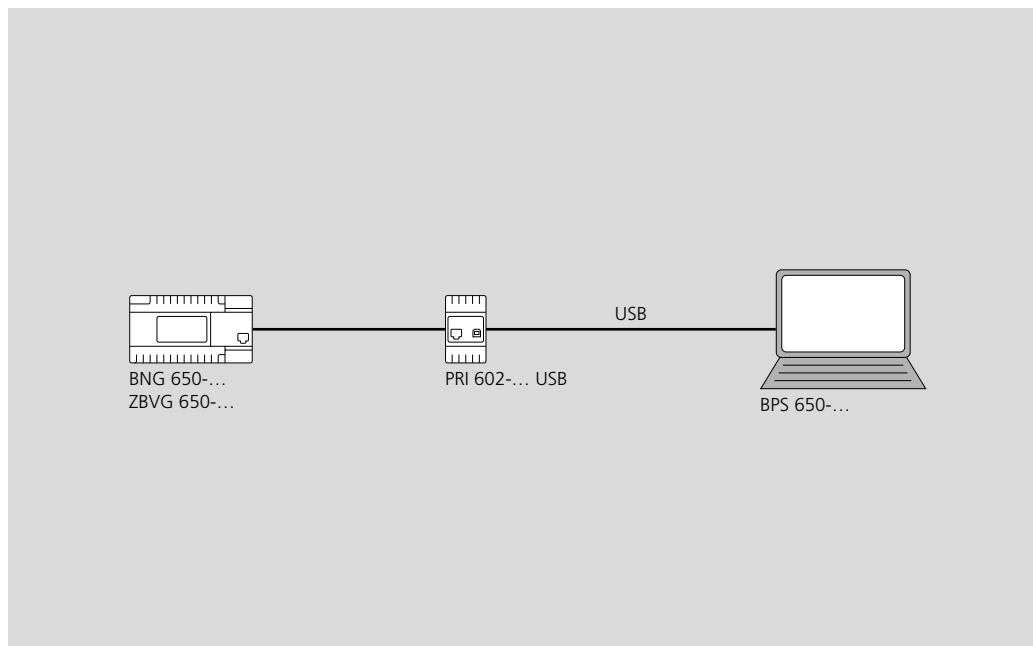 USB
BNG 650-…
ZBVG 650-…
PRI 602-… USB
BPS 650-…